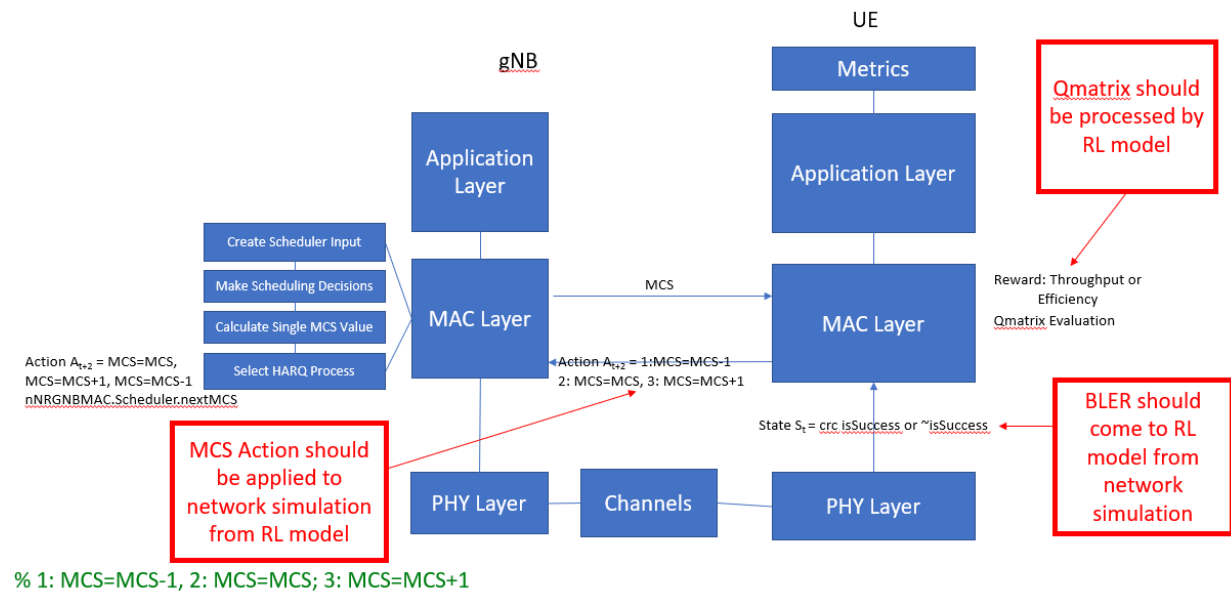 UE
gNB
Metrics
Qmatrix should
be processed by
RL model
Application
Layer
Application Layer
Create Scheduler Input
Make Scheduling Decisions
Calculate Single MCS Value
Select HARQ Process
MAC Layer
MCS
MAC Layer
Reward: Throughput or
Efficiency
Qmatrix Evaluation
Action At+2 = MCS=MCS,
MCS=MCS+1, MCS=MCS-1
nNRGNBMAC.Scheduler.nextMCS
Action At+2 = 1:MCS=MCS-1
2: MCS=MCS, 3: MCS=MCS+1
State St = crc isSuccess or ~isSuccess
BLER should
come to RL
model from
network
simulation
MCS Action should
be applied to
network simulation
from RL model
PHY Layer
Channels
PHY Layer
% 1: MCS=MCS-1, 2: MCS=MCS; 3: MCS=MCS+1